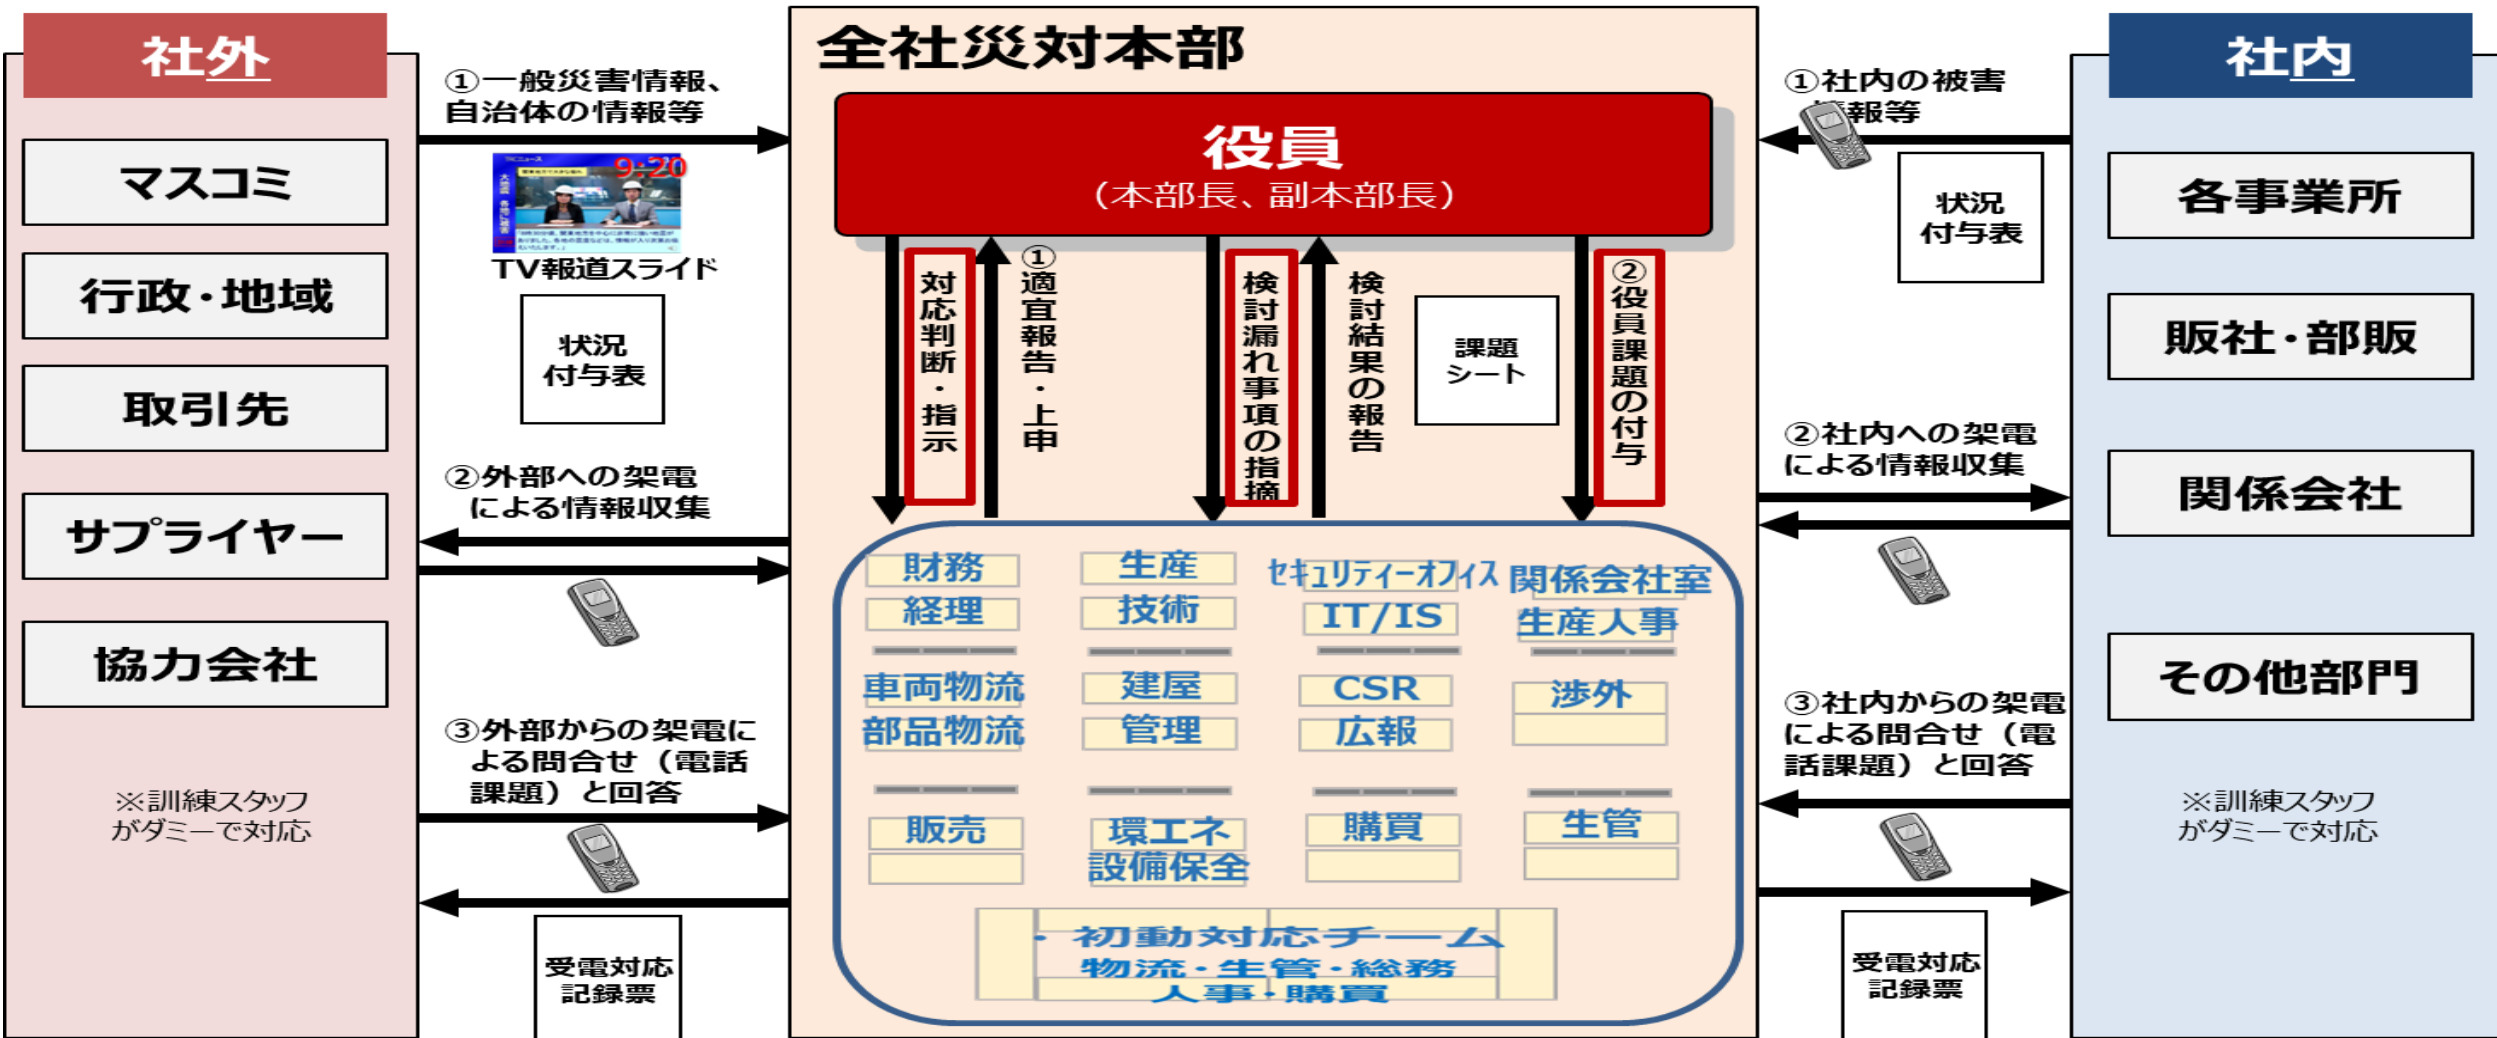 社外
マスコミ
行政・地域
取引先
サプライヤー
協力会社
※訓練スタッフ
がダミーで対応
①一般災害情報、
自治体の情報等
9:20
TV報道スライド
状況
付与表
②外部への架電
による情報収集
③外部からの架電に
よる問合せ（電話
課題）と回答
受電対応
記録票
全社災対本部
役員
（本部長、副本部長）
対応判断・指示
①適宜報告・上申
検討漏れ事項の指摘
検討結果の報告
課題
シート
②役員課題の付与
財務
経理
生産
技術
セキュリティーオフィス
IT/IS
関係会社室
生産人事
車両物流
部品物流
建屋
管理
CSR
広報
渉外
販売
環エネ
設備保全
購買
生管
・初動対応チーム
物流・生管・総務
人事・購買
①社内の被害
情報等
状況
付与表
②社内への架電
による情報収集
③社内からの架電
による問合せ（電
話課題）と回答
受電対応
記録票
社内
各事業所
販社・部販
関係会社
その他部門
※訓練スタッフ
がダミーで対応